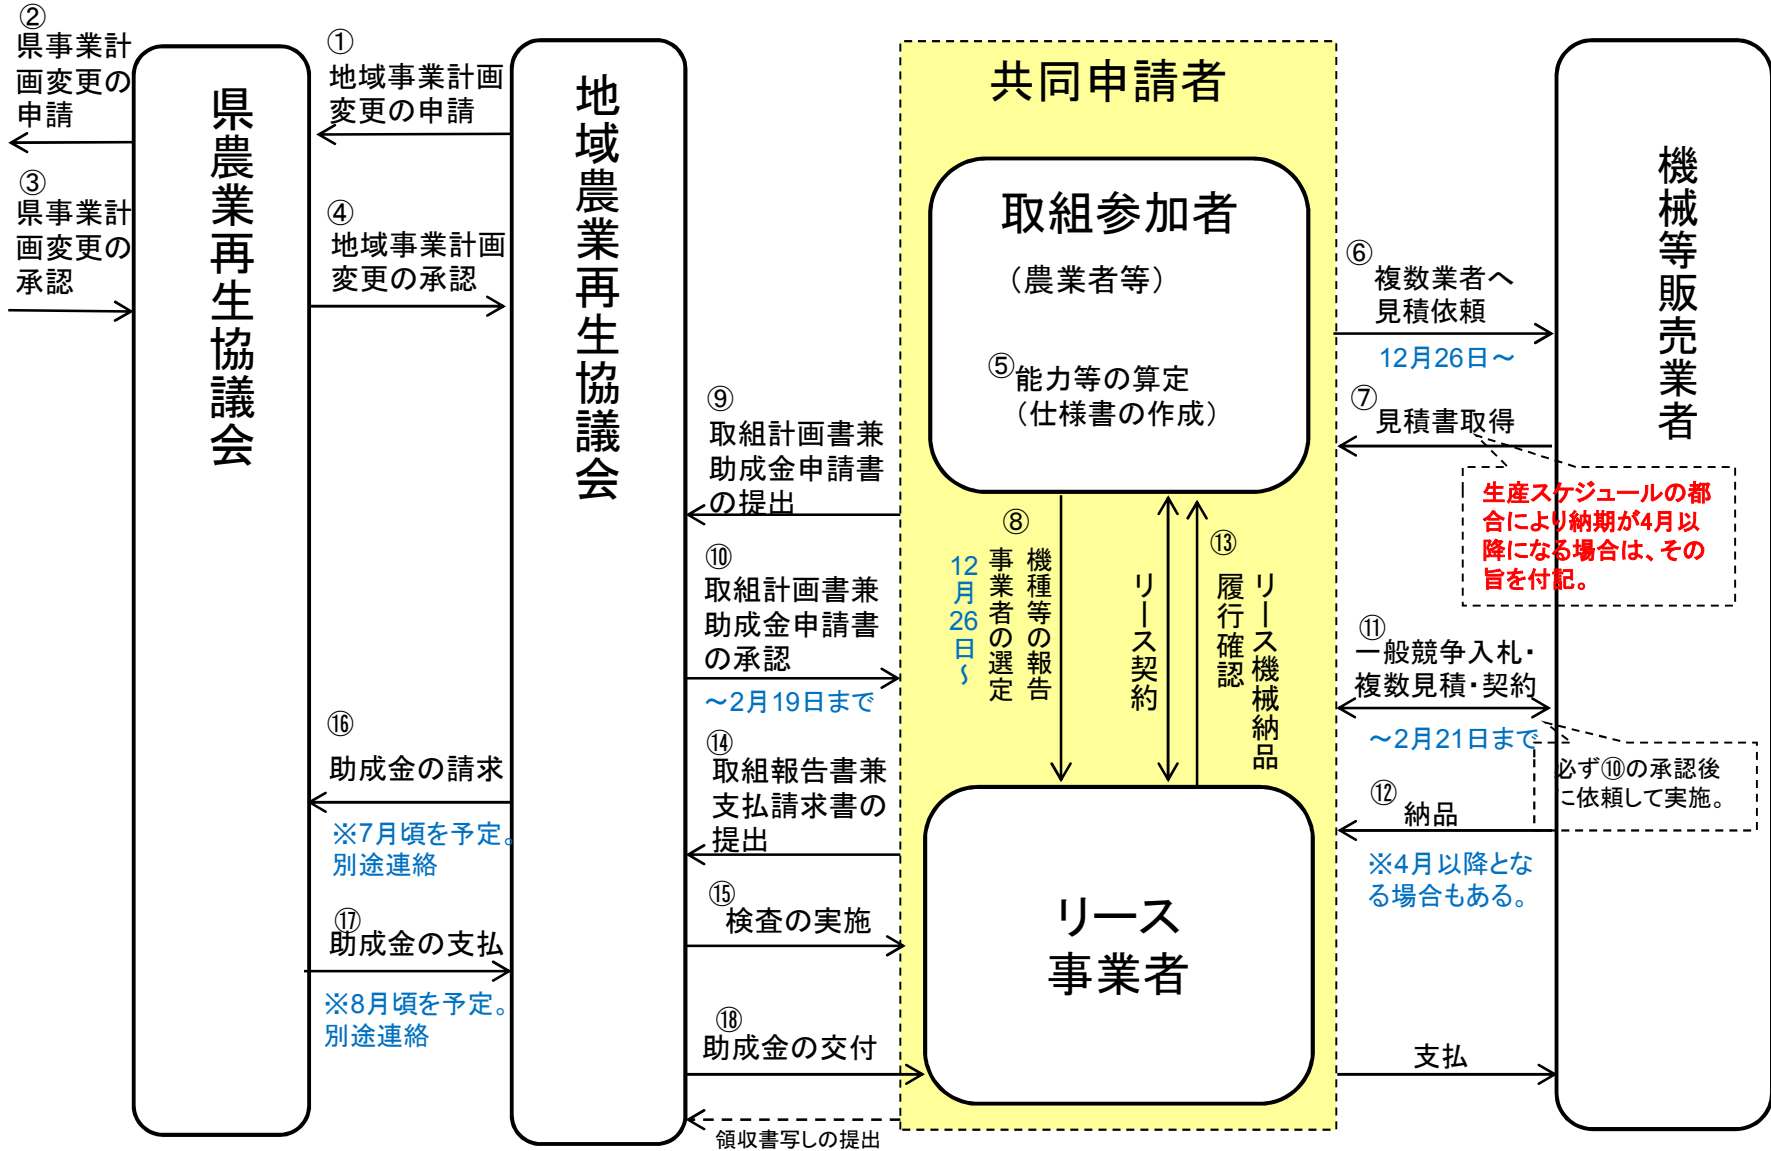 ②
県事業計
画変更の
申請
③
県事業計
画変更の
承認
県農業再生協議会
①
地域事業計画
変更の申請
④
地域事業計画
変更の承認
⑯
助成金の請求
※7月頃を予定。
別途連絡
⑰
助成金の支払
※8月頃を予定。
別途連絡
地域農業再生協議会
⑨
取組計画書兼
助成金申請書
の提出
⑩
取組計画書兼
助成金申請書
の承認
～2月19日まで
⑭
取組報告書兼
支払請求書の
提出
⑮
検査の実施
⑱
助成金の交付
領収書写しの提出
共同申請者
取組参加者
（農業者等）
⑤
能力等の算定
（仕様書の作成）
⑧
機種等の報告
事業者の選定
12月26日～
リース契約
⑬
リース機械納品
履行確認
リース
事業者
⑥
複数業者へ
見積依頼
12月26日～
⑦
見積書取得
生産スケジュールの都
合により納期が4月以
降になる場合は、その
旨を付記。
⑪
一般競争入札・
複数見積・契約
～2月21日まで
必ず⑩の承認後
に依頼して実施。
⑫
納品
※4月以降とな
る場合もある。
支払
機械等販売業者